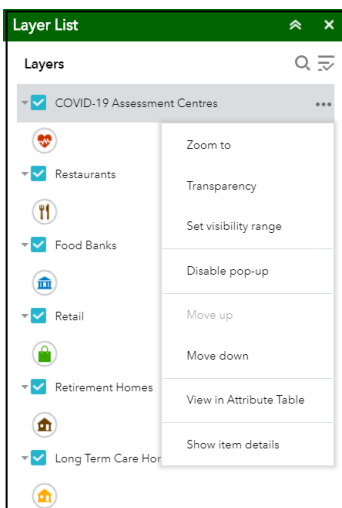 Layer List
Layers
COVID-19 Assessment Centres
Zoom to
Restaurants
Transparency
Set visibility range
Food Banks
Disable pop-up
Retail
Move up
Move down
Retirement Homes
View in Attribute Table
Show item details
Long Term Care Hor